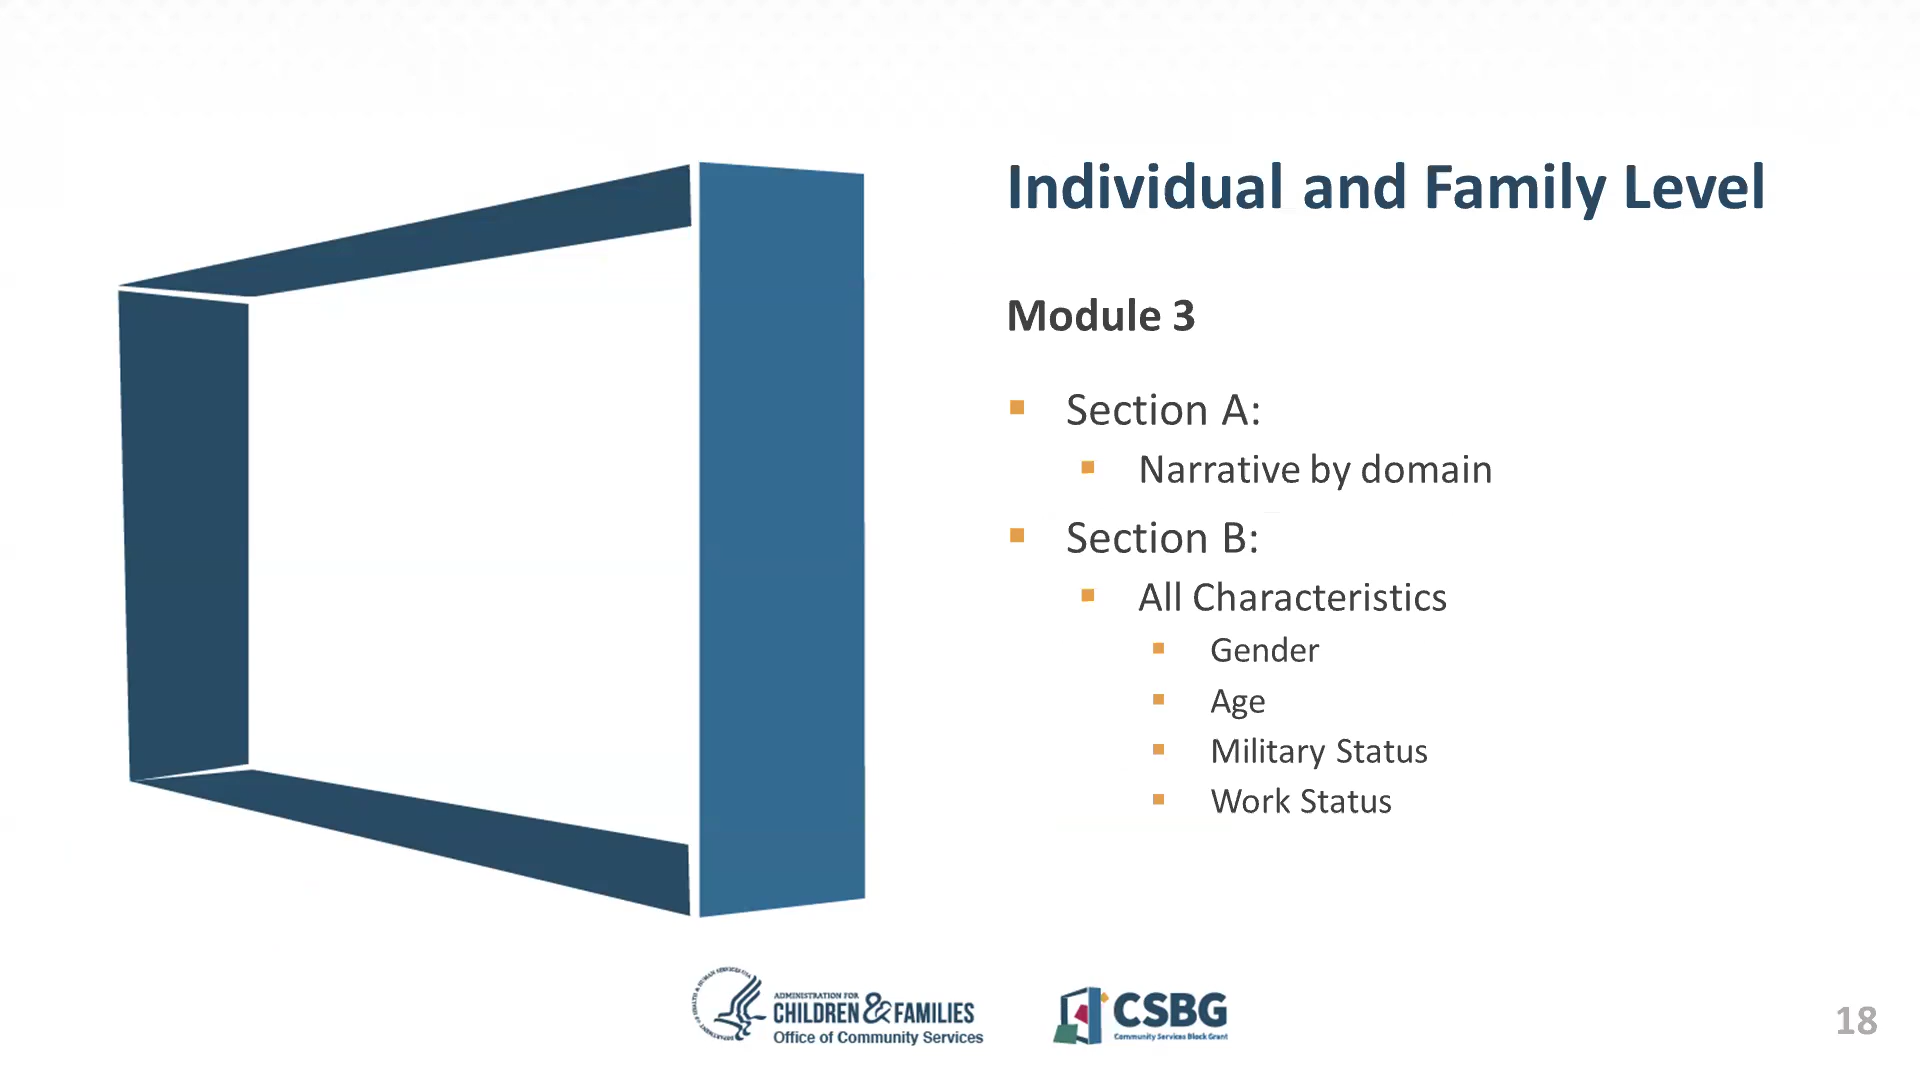 Individual and Family Level
Module 3
Section A:
Narrative by domain
Section B:
All Characteristics
Gender
Age
Military Status
Work Status
ADMINISTRATION FOR
CHILDREN & FAMILIES
Office of Community Services
CSBG
Community Services Block Grant
18